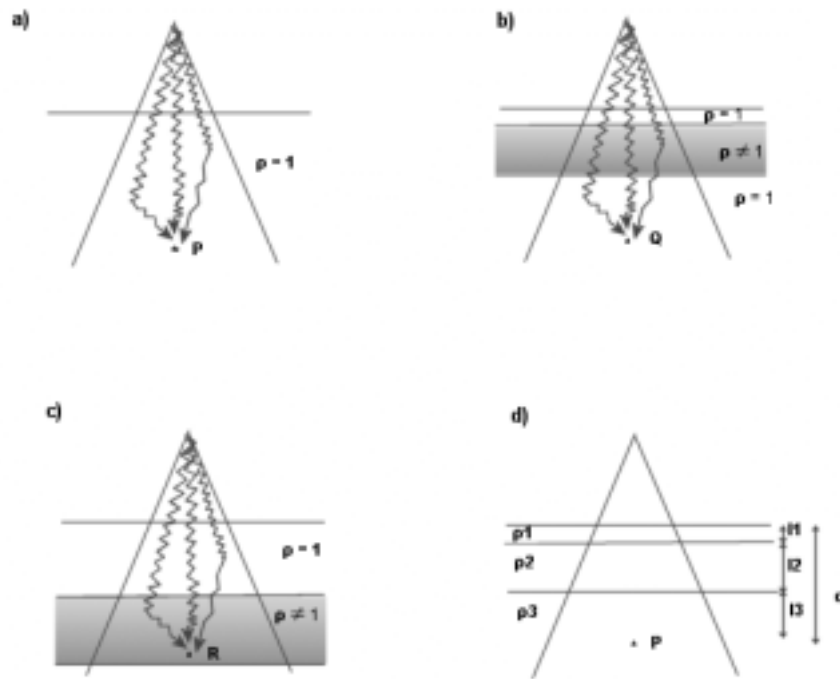 a)
ρ = 1
P
b)
ρ = 1
ρ ≠ 1
ρ = 1
Q
c)
ρ = 1
ρ ≠ 1
R
d)
ρ1
l1
ρ2
l2
ρ3
l3
P